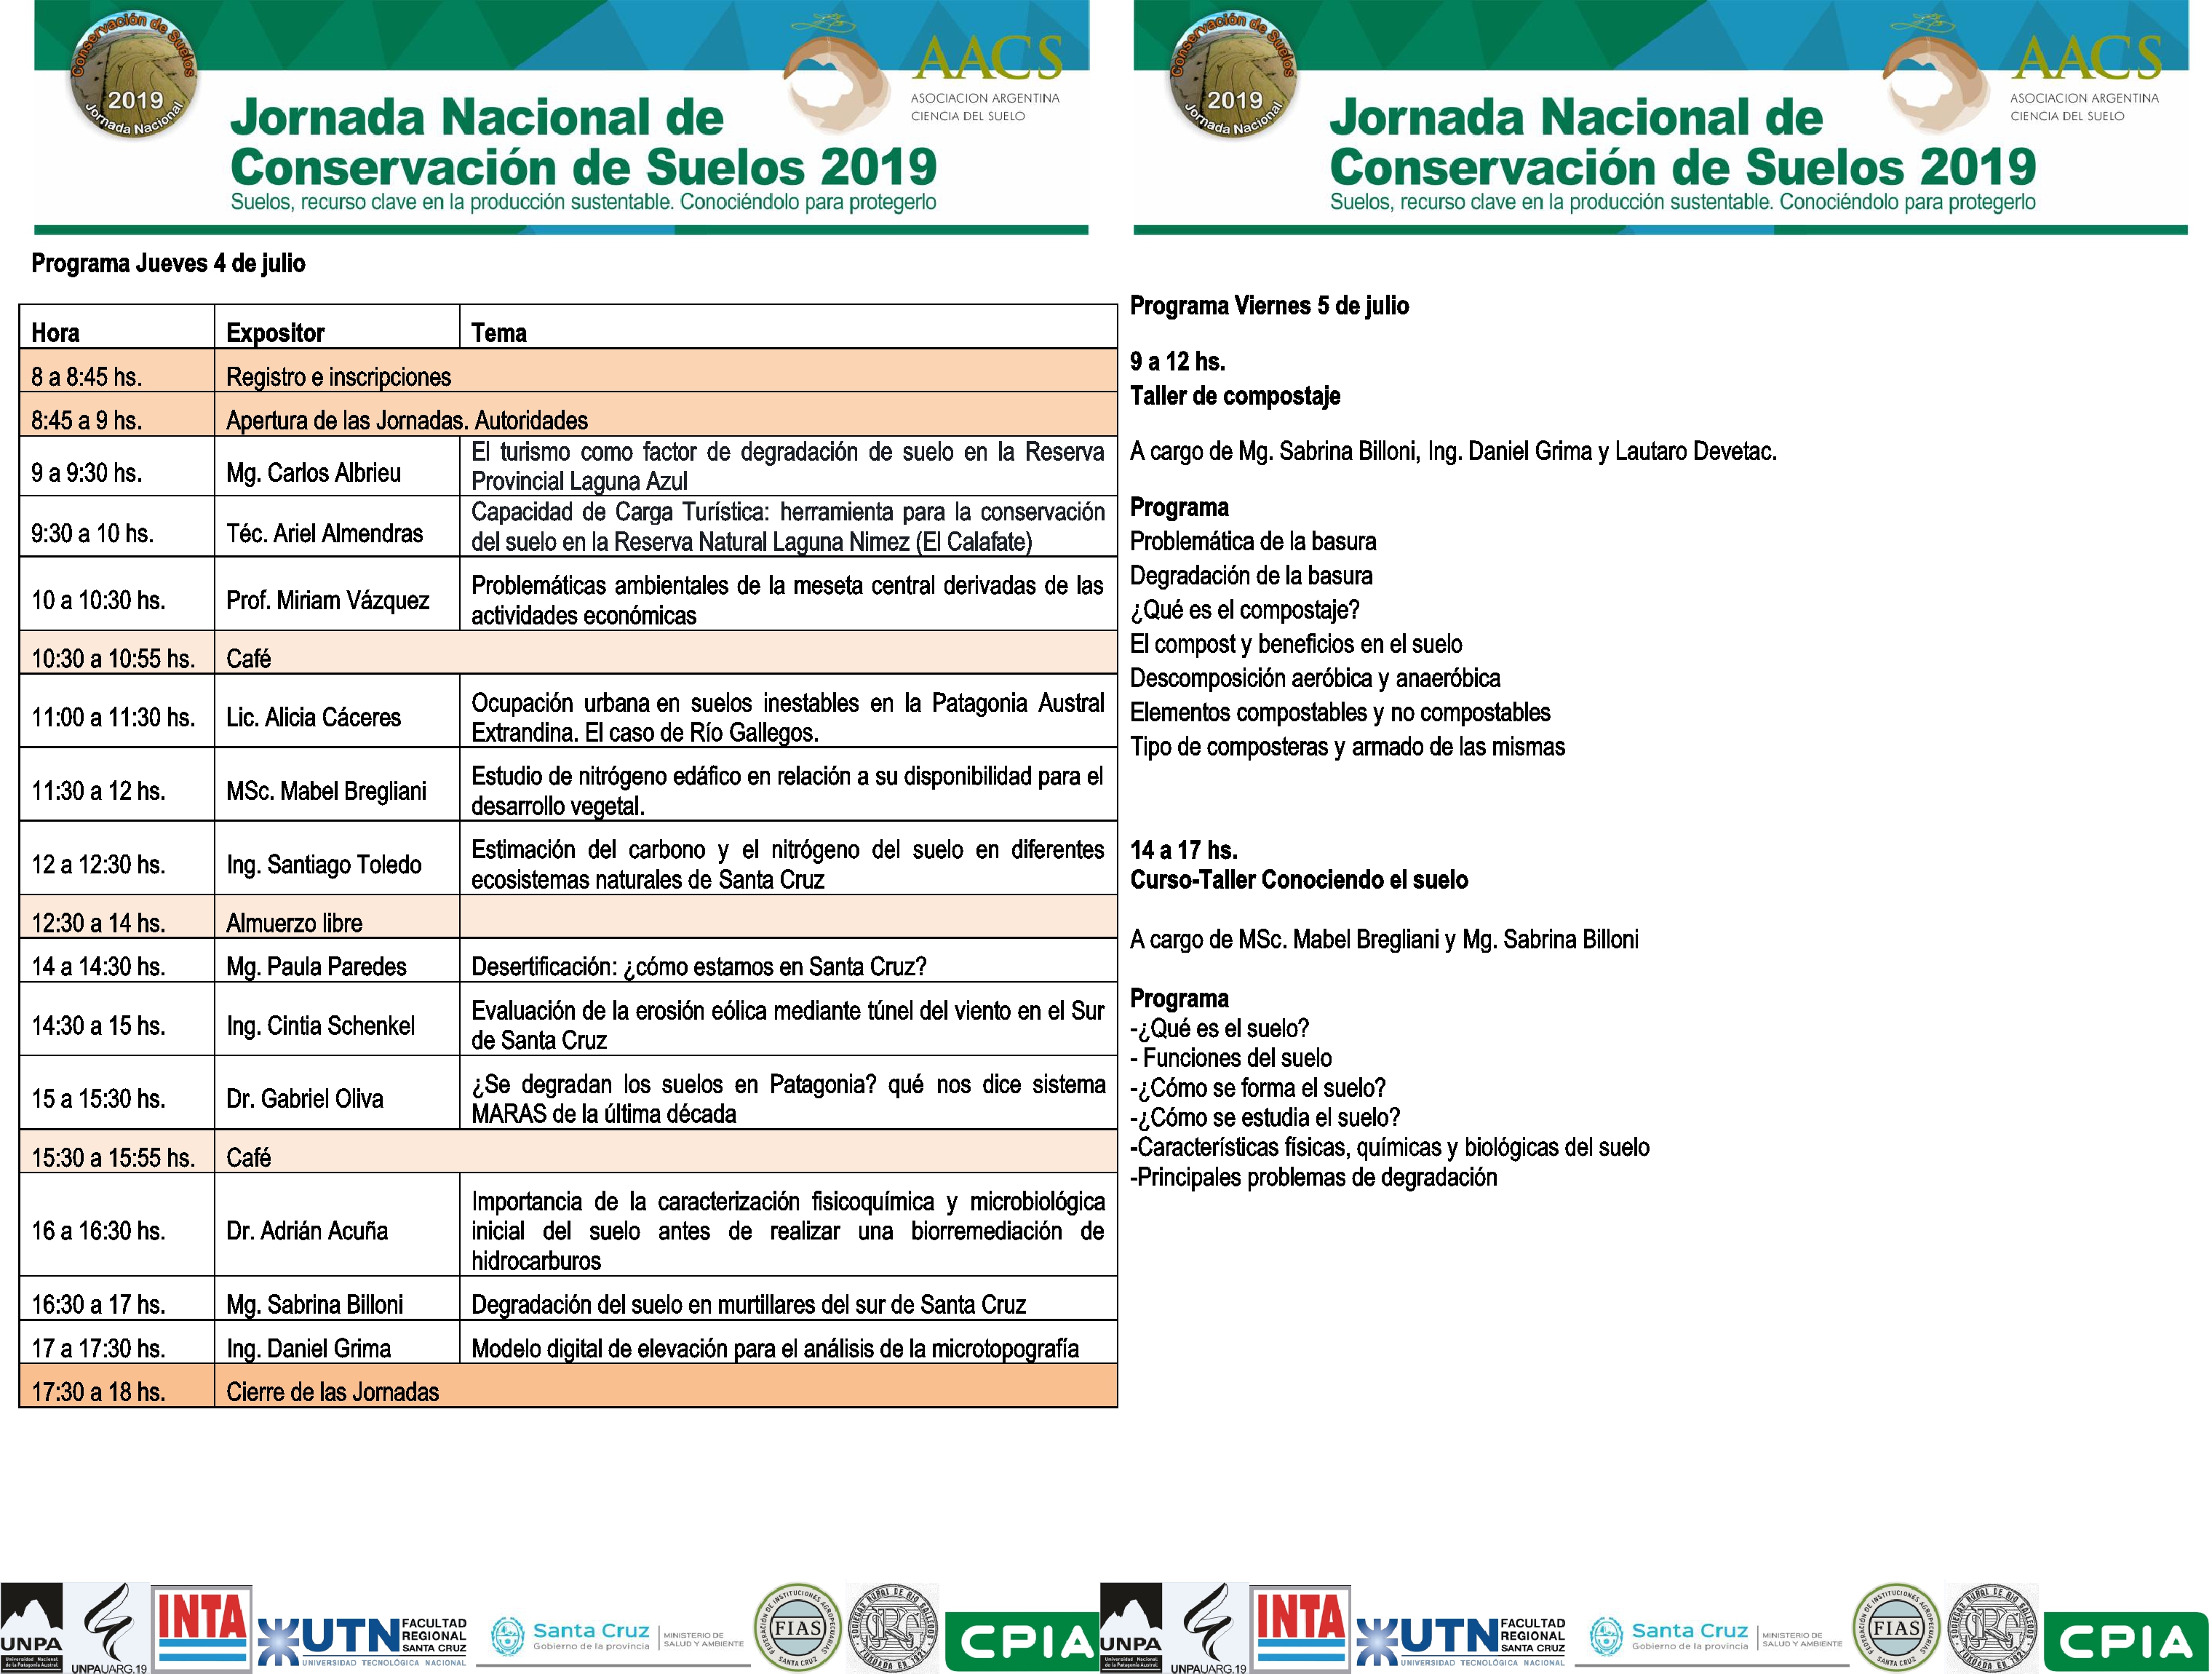 Conservación de Suelos
2019
Jornada Nacional
AACS
ASOCIACION ARGENTINA
CIENCIA DEL SUELO
Jornada Nacional de
Conservación de Suelos 2019
Suelos, recurso clave en la producción sustentable. Conociéndolo para protegerlo
Programa Jueves 4 de julio
Hora Expositor Tema
8 a 8:45 hs. Registro e inscripciones
8:45 a 9 hs. Apertura de las Jornadas. Autoridades
9 a 9:30 hs. Mg. Carlos Albrieu El turismo como factor de degradación de suelo en la Reserva
Provincial Laguna Azul
9:30 a 10 hs. Téc. Ariel Almendras Capacidad de Carga Turística: herramienta para la conservación
del suelo en la Reserva Natural Laguna Nimez (El Calafate)
10 a 10:30 hs. Prof. Miriam Vázquez Problemáticas ambientales de la meseta central derivadas de las
actividades económicas
10:30 a 10:55 hs. Café
11:00 a 11:30 hs. Lic. Alicia Cáceres Ocupación urbana en suelos inestables en la Patagonia Austral
Extrandina. El caso de Río Gallegos.
11:30 a 12 hs. MSc. Mabel Bregliani Estudio de nitrógeno edáfico en relación a su disponibilidad para el
desarrollo vegetal.
12 a 12:30 hs. Ing. Santiago Toledo Estimación del carbono y el nitrógeno del suelo en diferentes
ecosistemas naturales de Santa Cruz
12:30 a 14 hs. Almuerzo libre
14 a 14:30 hs. Mg. Paula Paredes Desertificación: ¿cómo estamos en Santa Cruz?
14:30 a 15 hs. Ing. Cintia Schenkel Evaluación de la erosión eólica mediante túnel del viento en el Sur
de Santa Cruz
15 a 15:30 hs. Dr. Gabriel Oliva ¿Se degradan los suelos en Patagonia? qué nos dice sistema
MARAS de la última década
15:30 a 15:55 hs. Café
16 a 16:30 hs. Dr. Adrián Acuña Importancia de la caracterización fisicoquímica y microbiológica
inicial del suelo antes de realizar una biorremediación de
hidrocarburos
16:30 a 17 hs. Mg. Sabrina Billoni Degradación del suelo en murtillares del sur de Santa Cruz
17 a 17:30 hs. Ing. Daniel Grima Modelo digital de elevación para el análisis de la microtopografía
17:30 a 18 hs. Cierre de las Jornadas
UNPA
Universidad Nacional
de la Patagonia Austral
UNPAUARG.19
INTA
UTN
FACULTAD
REGIONAL
SANTA CRUZ
UNIVERSIDAD TECNOLÓGICA NACIONAL
Santa Cruz
Gobierno de la provincia
MINISTERIO DE
SALUD Y AMBIENTE
FEDERACIÓN DE INSTITUCIONES AGROPECUARIAS
FIAS
SANTA CRUZ
SOCIEDAD RURAL DE RIO GALLEGOS
CPIA
Conservación de Suelos
2019
Jornada Nacional
AACS
ASOCIACION ARGENTINA
CIENCIA DEL SUELO
Jornada Nacional de
Conservación de Suelos 2019
Suelos, recurso clave en la producción sustentable. Conociéndolo para protegerlo
Programa Viernes 5 de julio
9 a 12 hs.
Taller de compostaje
A cargo de Mg. Sabrina Billoni, Ing. Daniel Grima y Lautaro Devetac.
Programa
Problemática de la basura
Degradación de la basura
¿Qué es el compostaje?
El compost y beneficios en el suelo
Descomposición aeróbica y anaeróbica
Elementos compostables y no compostables
Tipo de composteras y armado de las mismas
14 a 17 hs.
Curso-Taller Conociendo el suelo
A cargo de MSc. Mabel Bregliani y Mg. Sabrina Billoni
Programa
-¿Qué es el suelo?
- Funciones del suelo
-¿Cómo se forma el suelo?
-¿Cómo se estudia el suelo?
-Características físicas, químicas y biológicas del suelo
-Principales problemas de degradación
UNPA
Universidad Nacional
de la Patagonia Austral
UNPAUARG.19
INTA
UTN
FACULTAD
REGIONAL
SANTA CRUZ
UNIVERSIDAD TECNOLÓGICA NACIONAL
Santa Cruz
Gobierno de la provincia
MINISTERIO DE
SALUD Y AMBIENTE
FEDERACIÓN DE INSTITUCIONES AGROPECUARIAS
FIAS
SANTA CRUZ
SOCIEDAD RURAL DE RIO GALLEGOS
CPIA